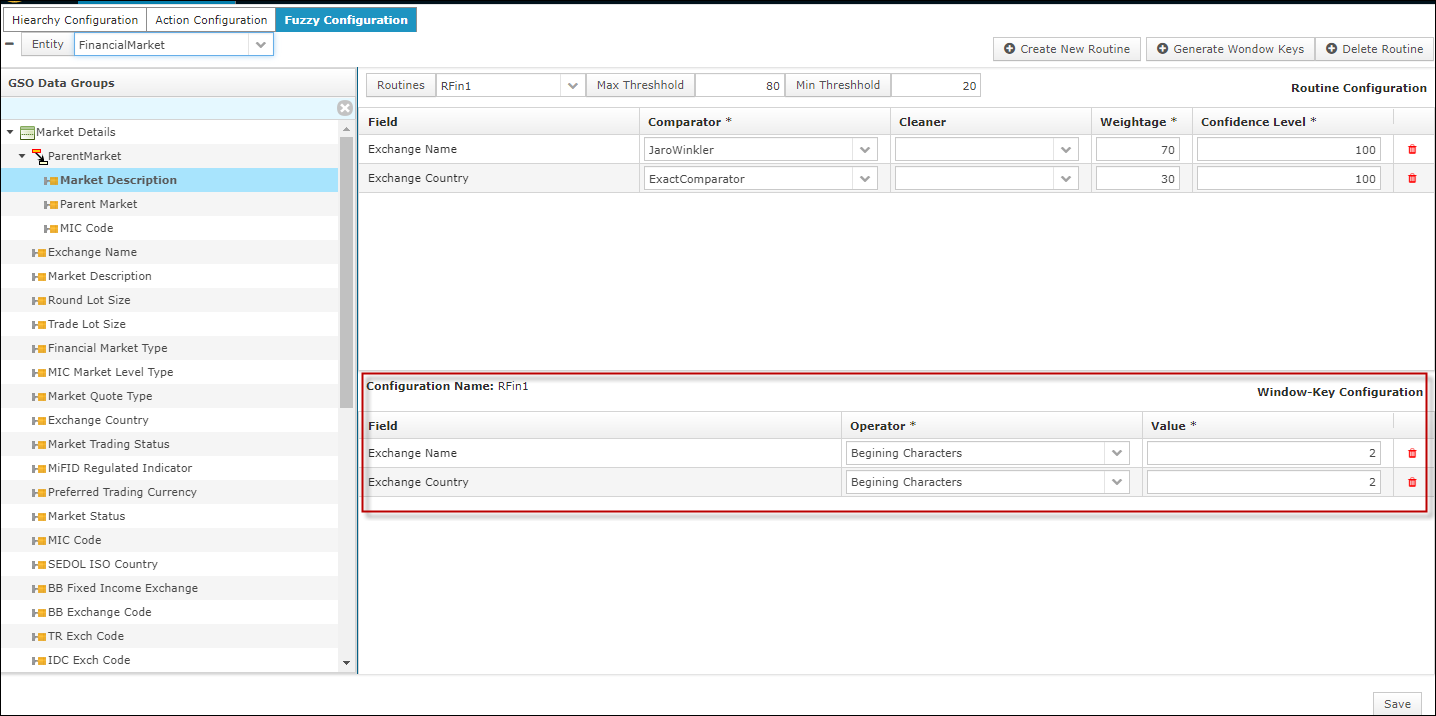 Hiearchy Configuration Action Configuration Fuzzy Configuration
Entity FinancialMarket
Create New Routine Generate Wondow Keys Delete Routine
GSO Data Groups
Market Details
ParentMarket
Market Description
Parent Market
MIC Code
Exchange Name
Market Description
Round Lot Size
Trade Lot Size
Financial Market Type
MIC Market Level Type
Market Quote Type
Exchange Country
Market Trading Status
MiFID Regulated Indicator
Preferred Trading Currency
Market Status
MIC Code
SEDOL ISO Country
BB Fixed Income Exchange
BB Exchange Code
TR Exch Code
IDC Exch Code
Routines RFin1 Max Threshhold 80 Min Threshhold 20 Routine Configuration
Field Comparator * Cleaner Weightage * Confidence Level *
Exchange Name JaroWinkler 70 100
Exchange Country ExactComparator 30 100
Configuration Name: RFin1 Window-Key Configuration
Field Operator * Value *
Exchange Name Begining Characters 2
Exchange Country Begining Characters 2
Save